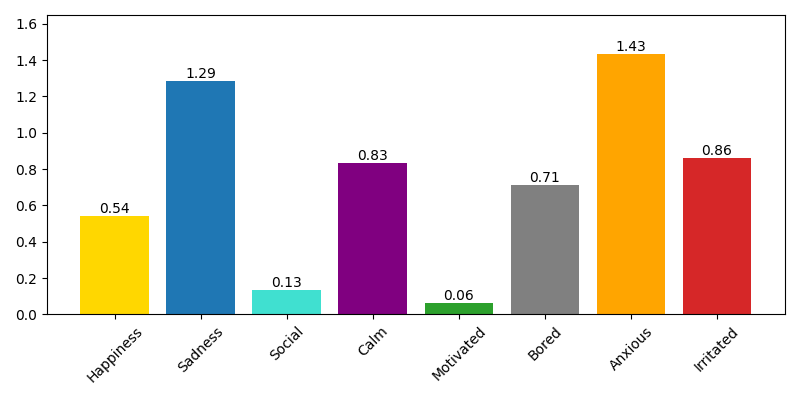 1.6
1.4
1.2
1.0
0.8
0.6
0.4
0.2
0.0
0.54
1.29
0.13
0.83
0.06
0.71
1.43
0.86
Happiness
Sadness
Social
Calm
Motivated
Bored
Anxious
Irritated